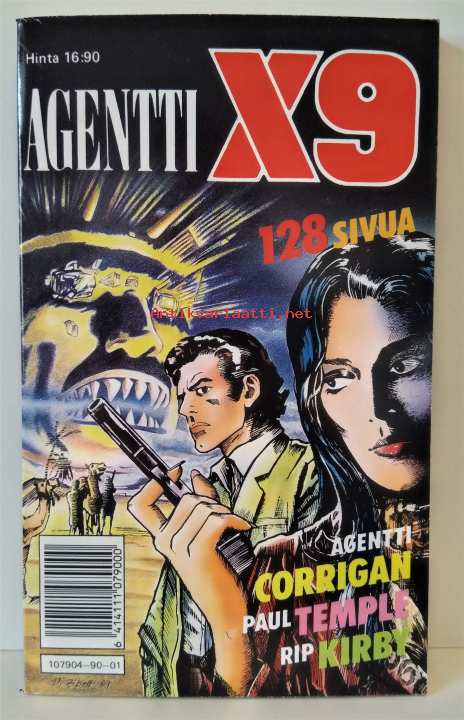 Hinta 16:90
AGENTTI X9
128 SIVUA
antikvariaatti.net
AGENTTI
CORRIGAN
PAUL TEMPLE
RIP KIRBY
6 414111 079000
107904-90-01